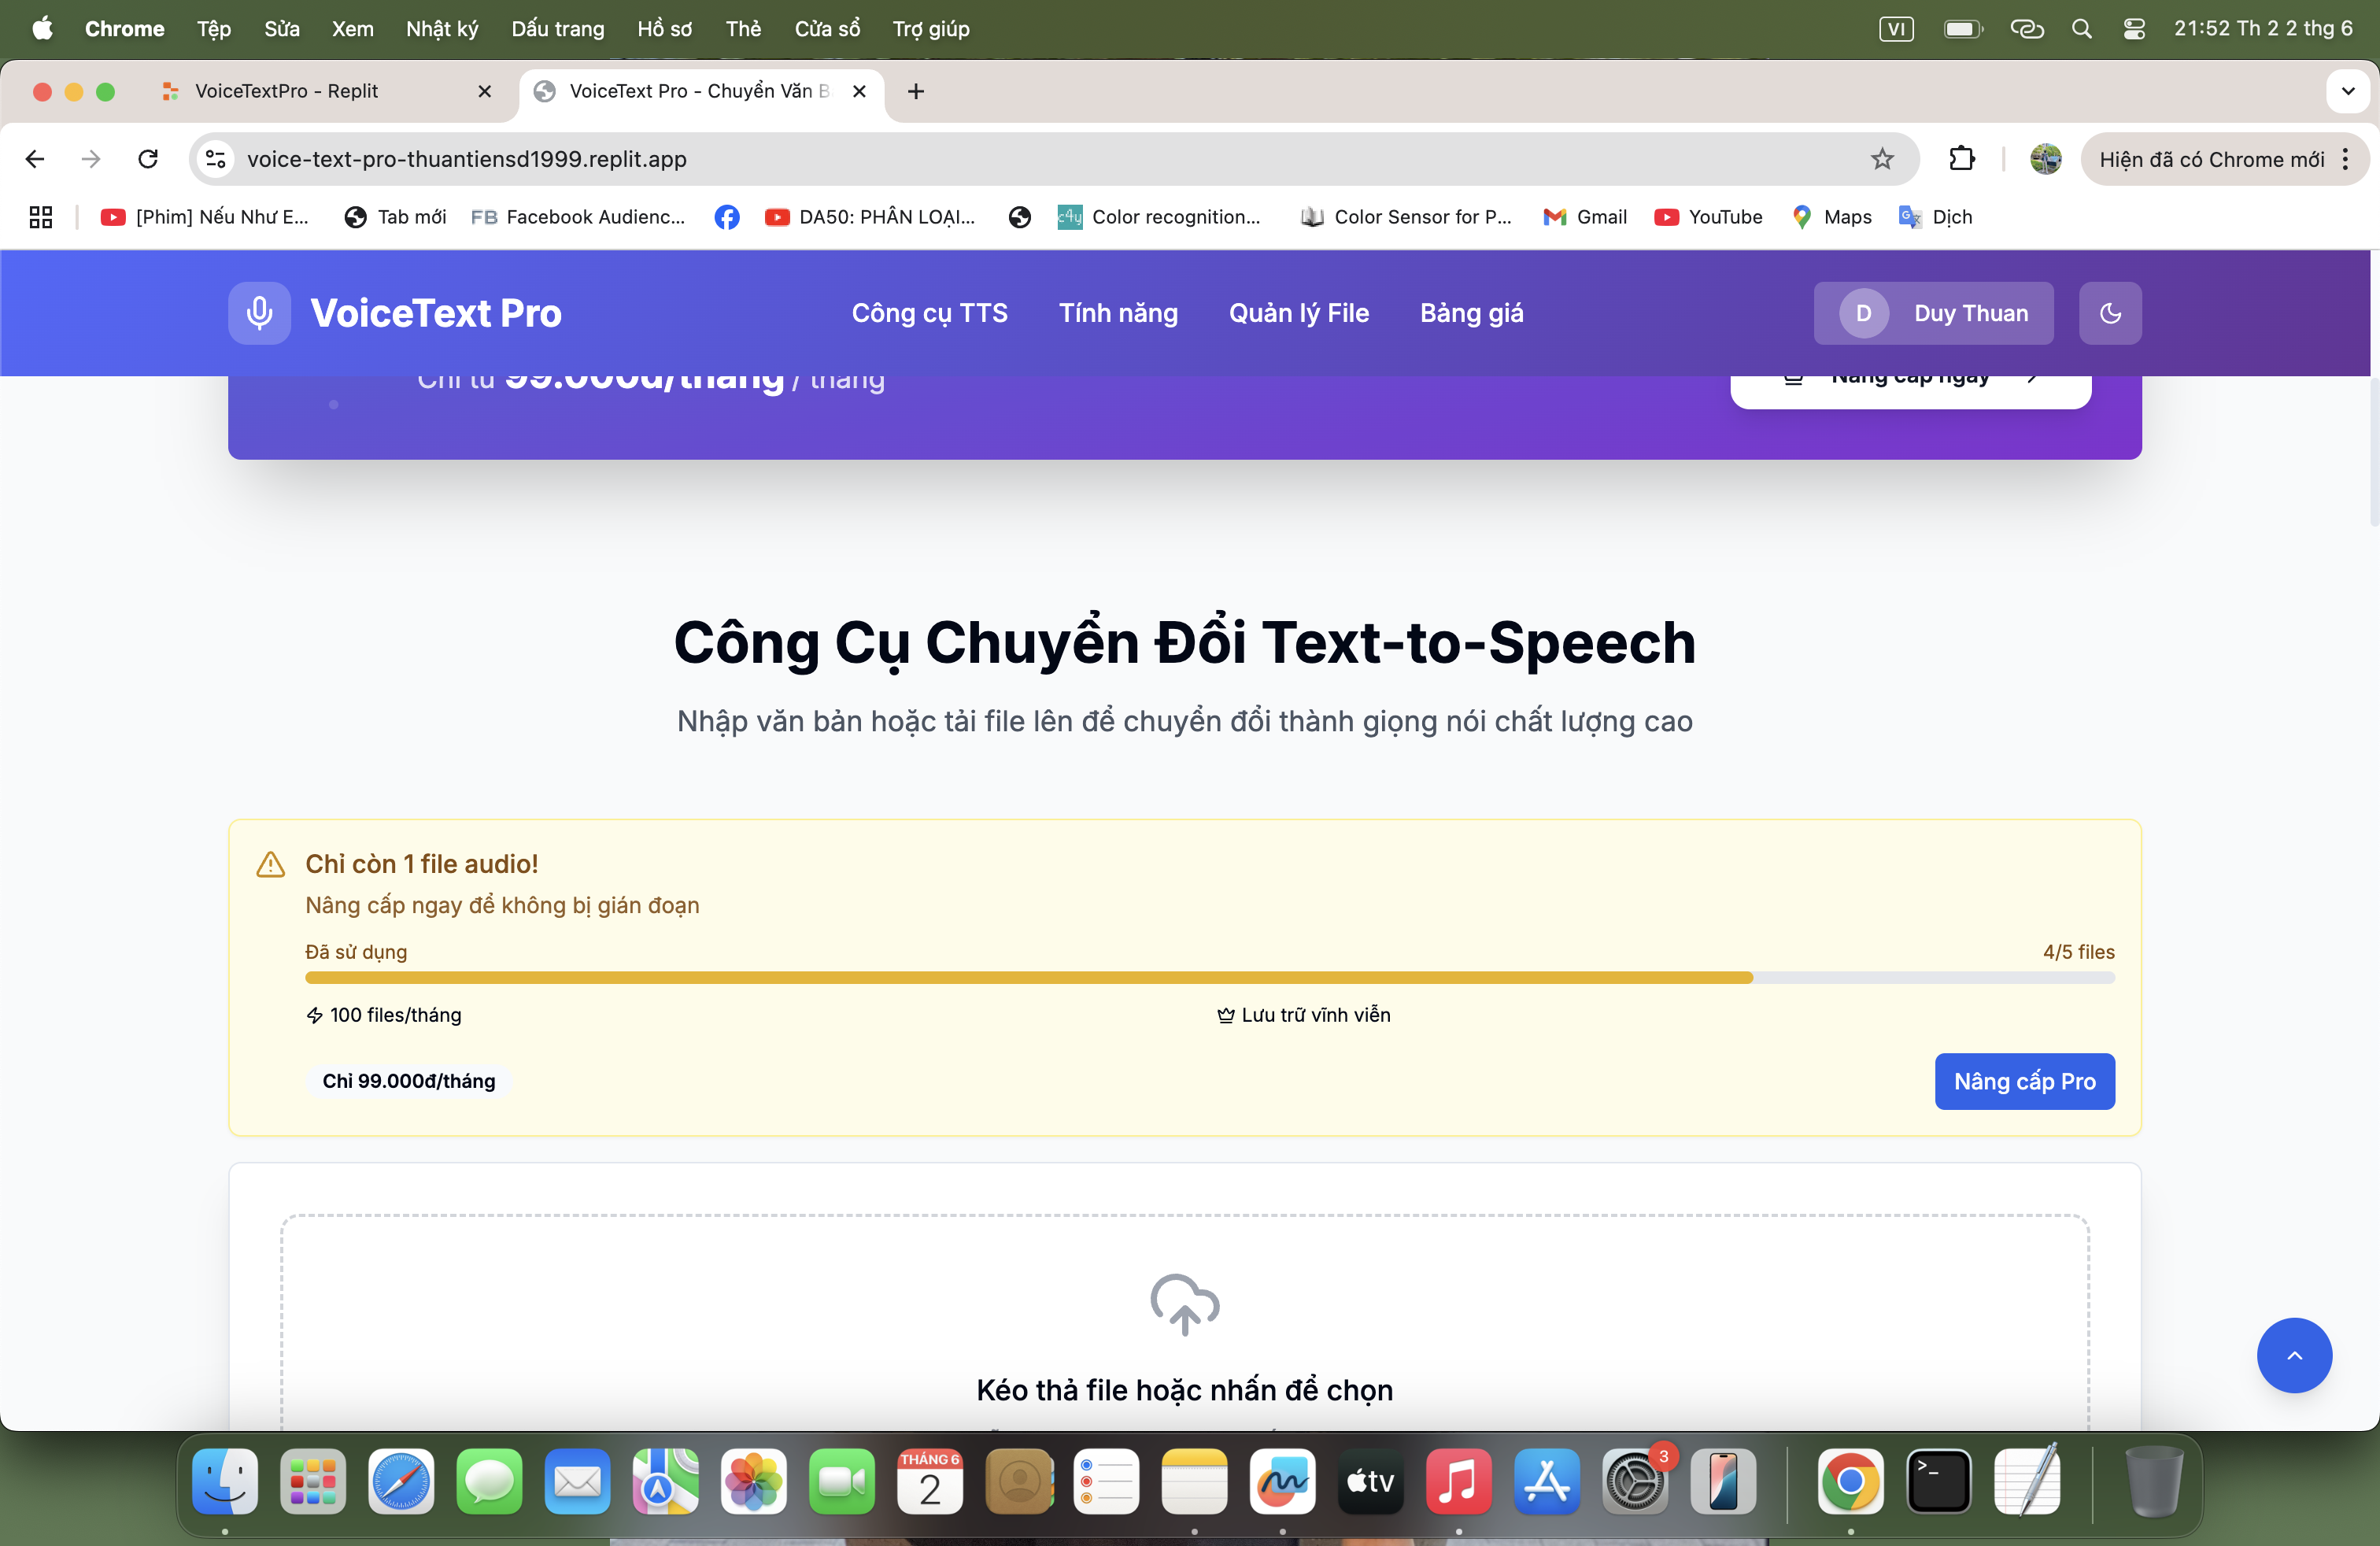 Chrome Tệp Sửa Xem Nhật ký Dấu trang Hồ sơ Thẻ Cửa sổ Trợ giúp VI 21:52 Th 2 2 thg 6
VoiceTextPro - Replit VoiceText Pro - Chuyển Văn B
voice-text-pro-thuantiensd1999.replit.app Hiện đã có Chrome mới
[Phim] Nếu Như E... Tab mới FB Facebook Audienc... DA50: PHÂN LOẠI... c4y Color recognition... Color Sensor for P... Gmail YouTube Maps Dịch
VoiceText Pro Công cụ TTS Tính năng Quản lý File Bảng giá D Duy Thuan
Chỉ từ 99.000đ/tháng / tháng Nâng cấp ngay
Công Cụ Chuyển Đổi Text-to-Speech
Nhập văn bản hoặc tải file lên để chuyển đổi thành giọng nói chất lượng cao
Chỉ còn 1 file audio!
Nâng cấp ngay để không bị gián đoạn
Đã sử dụng 4/5 files
100 files/tháng Lưu trữ vĩnh viễn
Chỉ 99.000đ/tháng Nâng cấp Pro
Kéo thả file hoặc nhấn để chọn
THÁNG 6
2
tv
3
>_